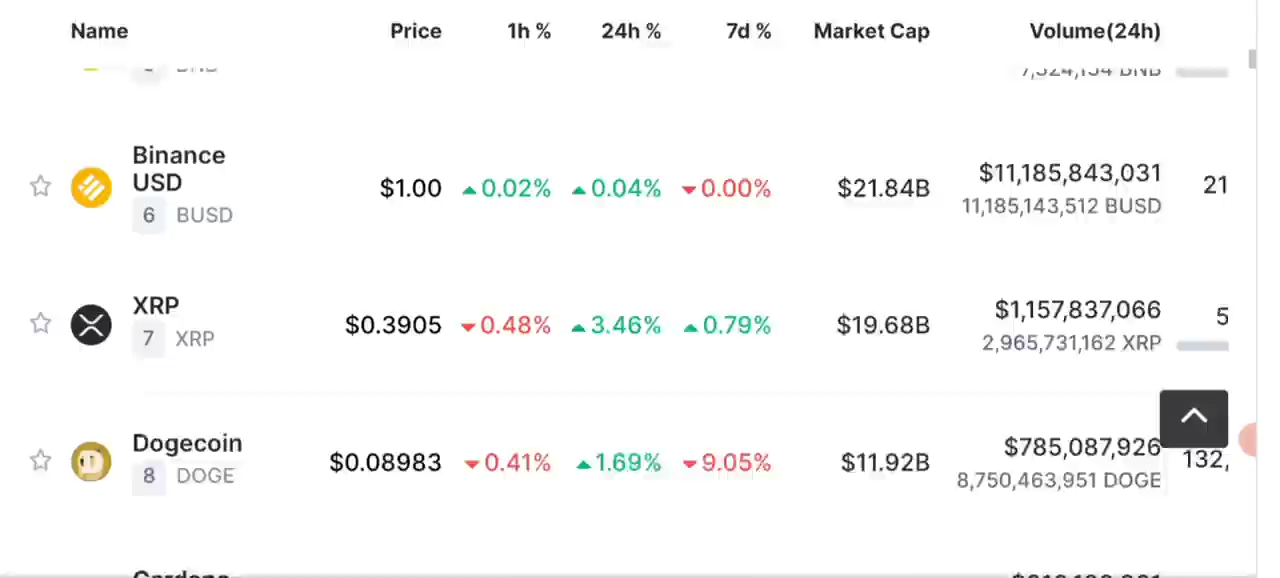 Name Price 1h % 24h % 7d % Market Cap Volume(24h)
Binance
USD
6 BUSD
$1.00 0.02% 0.04% 0.00% $21.84B $11,185,843,031
11,185,143,512 BUSD
21
XRP
7 XRP
$0.3905 0.48% 3.46% 0.79% $19.68B $1,157,837,066
2,965,731,162 XRP
5
Dogecoin
8 DOGE
$0.08983 0.41% 1.69% 9.05% $11.92B $785,087,926
8,750,463,951 DOGE
132,